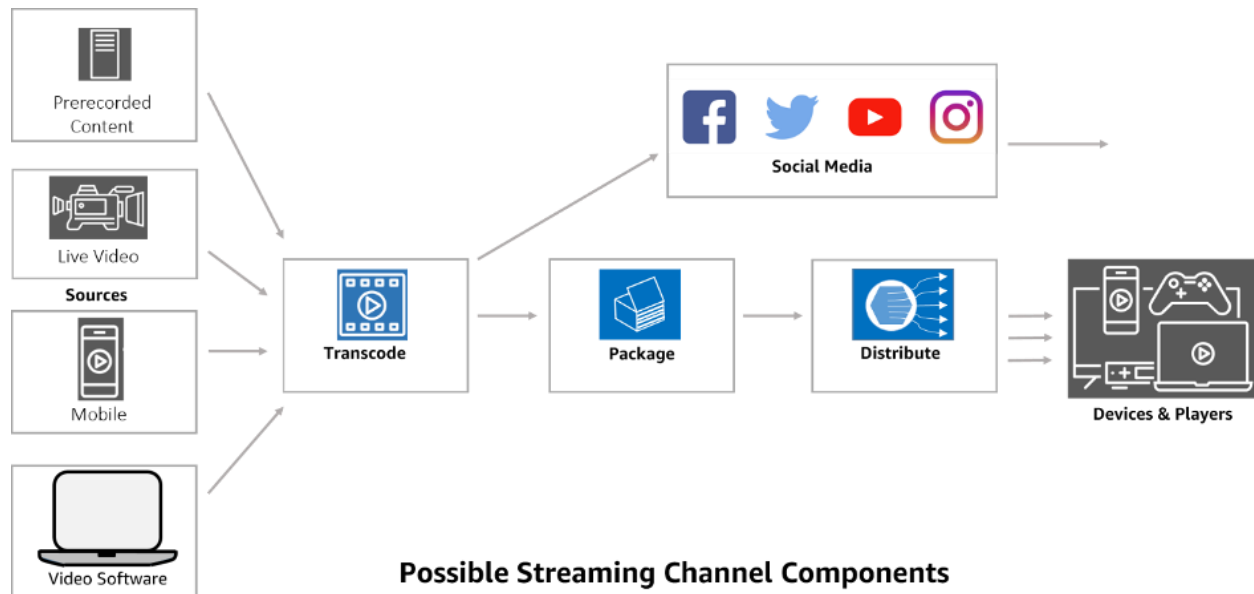 Prerecorded
Content
Live Video
Sources
Mobile
Video Software
Transcode
Social Media
Package
Distribute
Devices & Players
Possible Streaming Channel Components